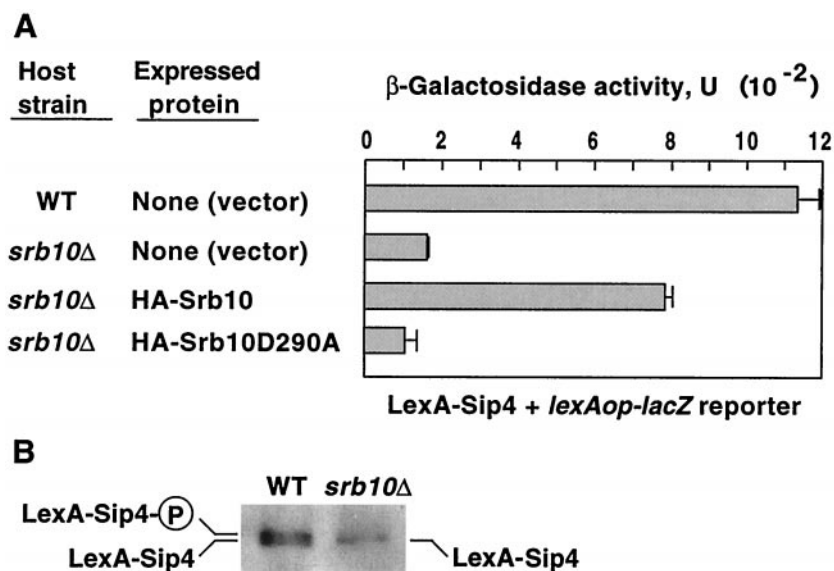 A
Host strain
Expressed protein
β-Galactosidase activity, U (10⁻²)
0 2 4 6 8 10 12
WT None (vector)
srb10Δ None (vector)
srb10Δ HA-Srb10
srb10Δ HA-Srb10D290A
LexA-Sip4 + lexAop-lacZ reporter
B
WT srb10Δ
LexA-Sip4-P
LexA-Sip4
LexA-Sip4